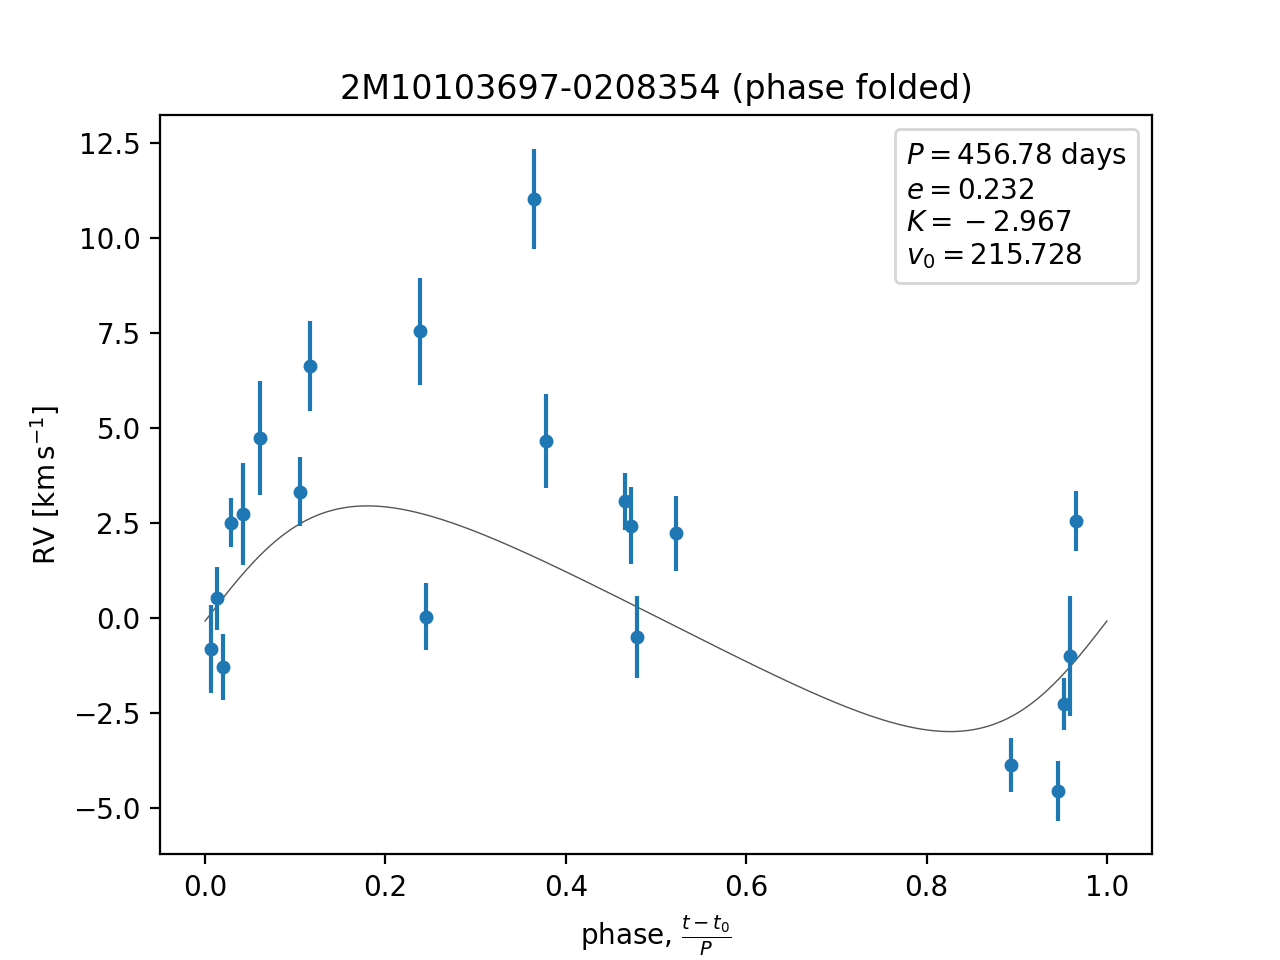 2M10103697-0208354 (phase folded)
P = 456.78 days
e = 0.232
K = −2.967
v₀ = 215.728
RV [km s⁻¹]
12.5
10.0
7.5
5.0
2.5
0.0
−2.5
−5.0
0.0 0.2 0.4 0.6 0.8 1.0
phase, (t − t₀)/P